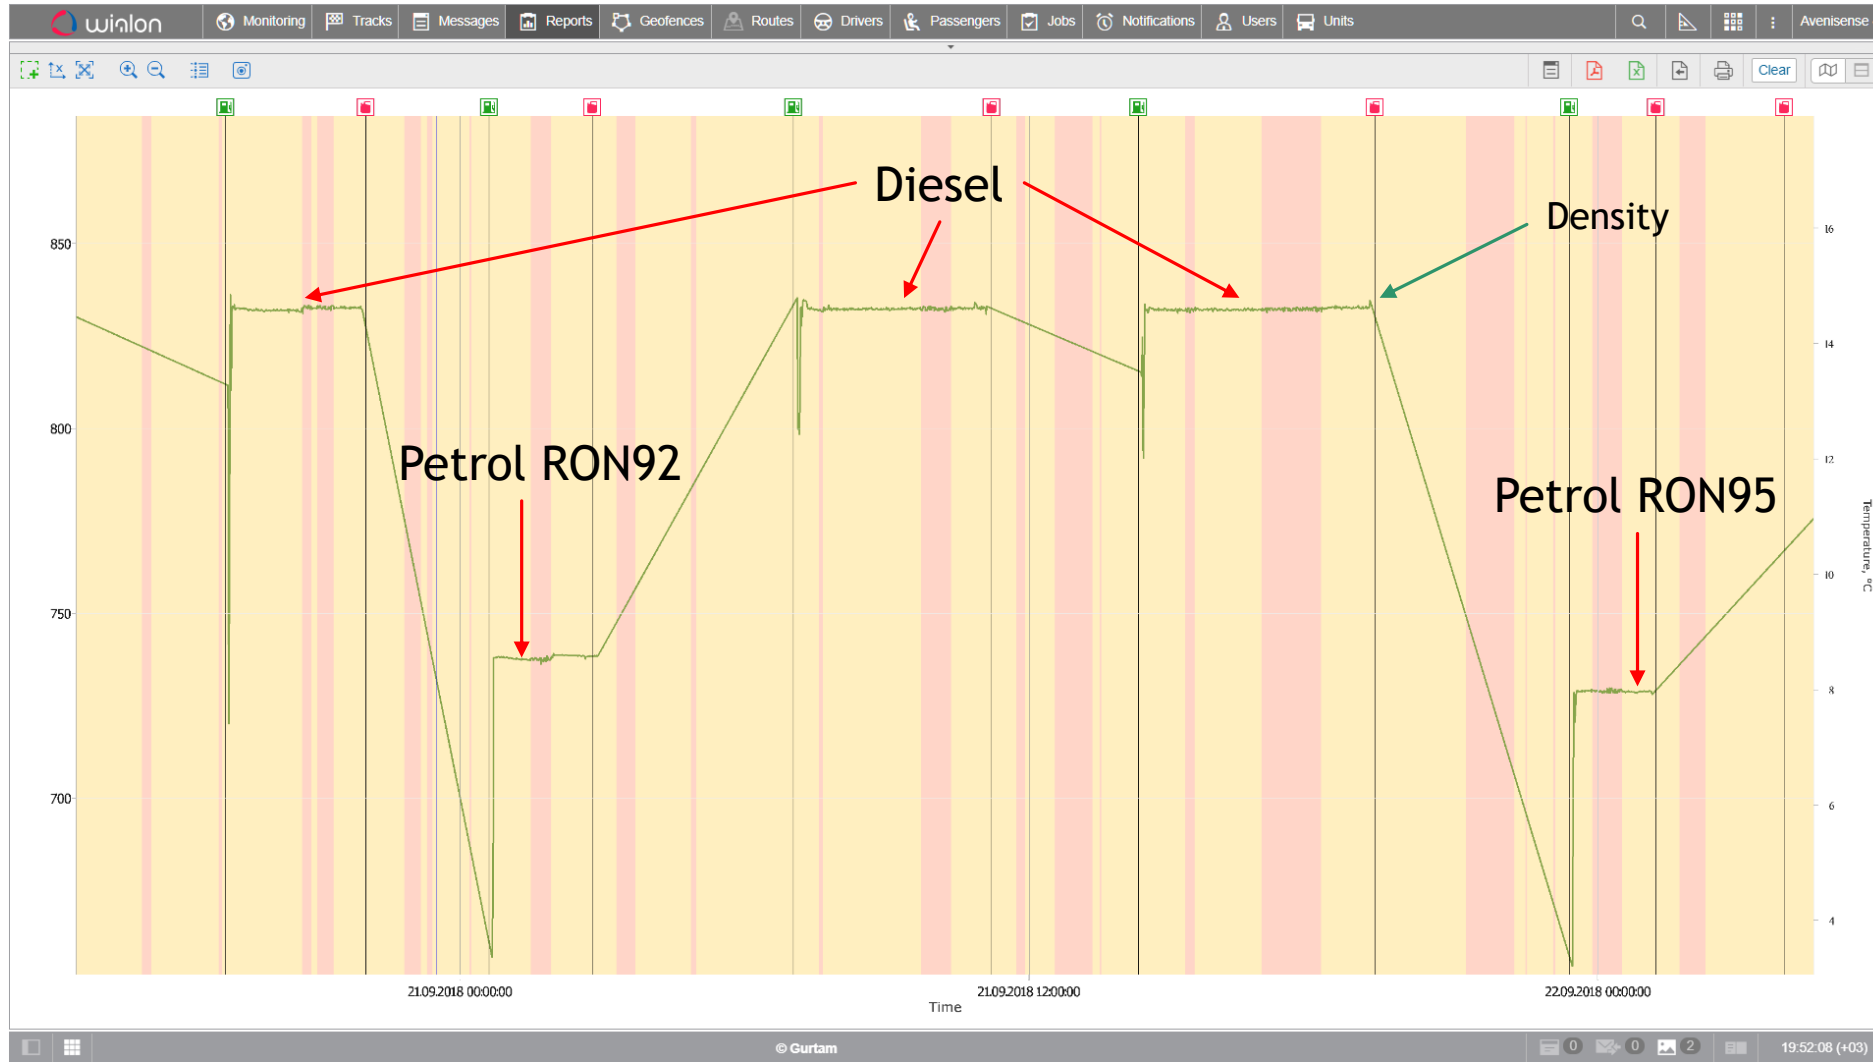 wialon Monitoring Tracks Messages Reports Geofences Routes Drivers Passengers Jobs Notifications Users Units Avenisense
Clear
Diesel
Density
Petrol RON92
Petrol RON95
850
800
750
700
16
14
12
10
8
6
4
Temperature, °C
21.09.2018 00:00:00
21.09.2018 12:00:00
22.09.2018 00:00:00
Time
© Gurtam
0 0 2 19:52:08 (+03)